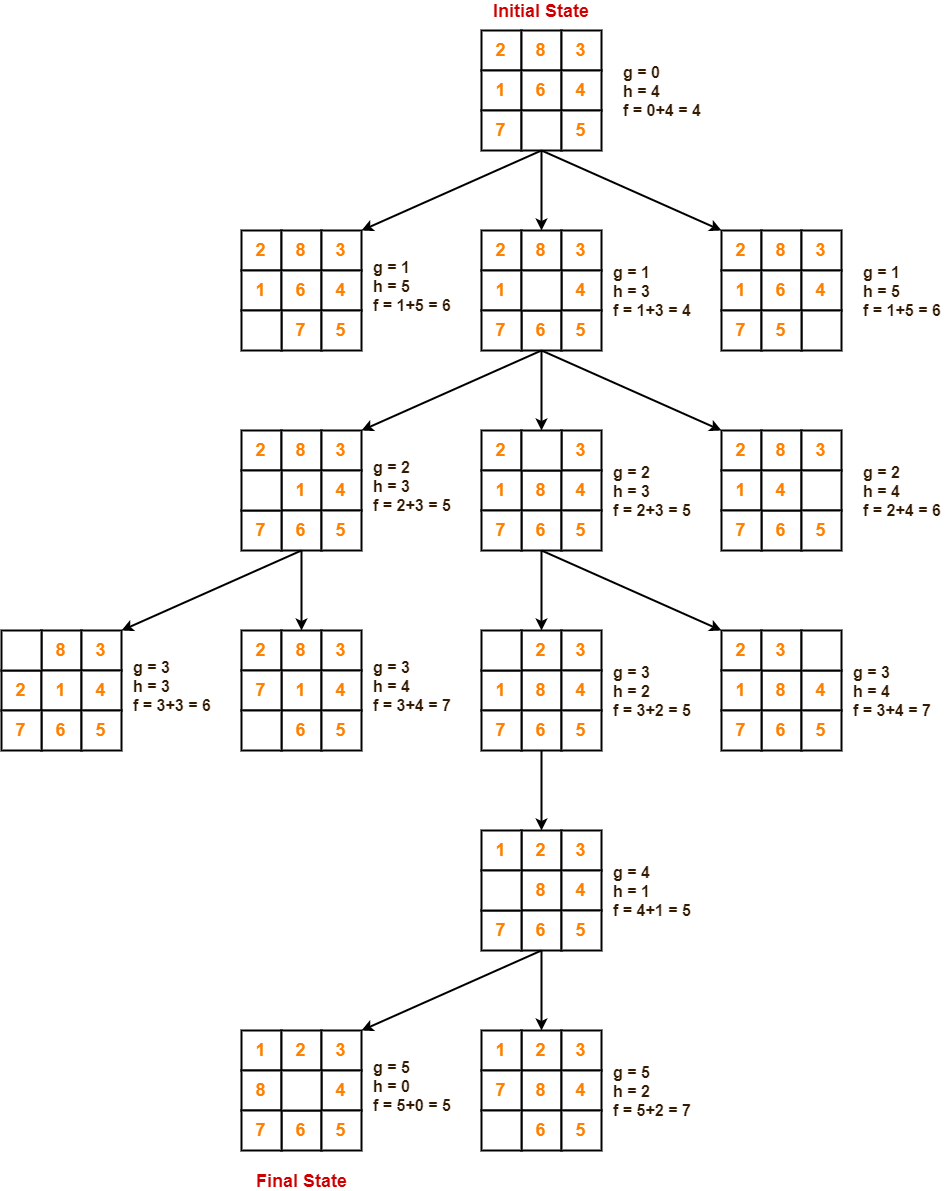 Initial State
2 8 3
1 6 4
7 5
g = 0
h = 4
f = 0+4 = 4
2 8 3
1 6 4
7 5
g = 1
h = 5
f = 1+5 = 6
2 8 3
1 4
7 6 5
g = 1
h = 3
f = 1+3 = 4
2 8 3
1 6 4
7 5
g = 1
h = 5
f = 1+5 = 6
2 8 3
1 4
7 6 5
g = 2
h = 3
f = 2+3 = 5
2 3
1 8 4
7 6 5
g = 2
h = 3
f = 2+3 = 5
2 8 3
1 4
7 6 5
g = 2
h = 4
f = 2+4 = 6
8 3
2 1 4
7 6 5
g = 3
h = 3
f = 3+3 = 6
2 8 3
7 1 4
6 5
g = 3
h = 4
f = 3+4 = 7
2 3
1 8 4
7 6 5
g = 3
h = 2
f = 3+2 = 5
2 3
1 8 4
7 6 5
g = 3
h = 4
f = 3+4 = 7
1 2 3
8 4
7 6 5
g = 4
h = 1
f = 4+1 = 5
1 2 3
8 4
7 6 5
g = 5
h = 0
f = 5+0 = 5
1 2 3
7 8 4
6 5
g = 5
h = 2
f = 5+2 = 7
Final State